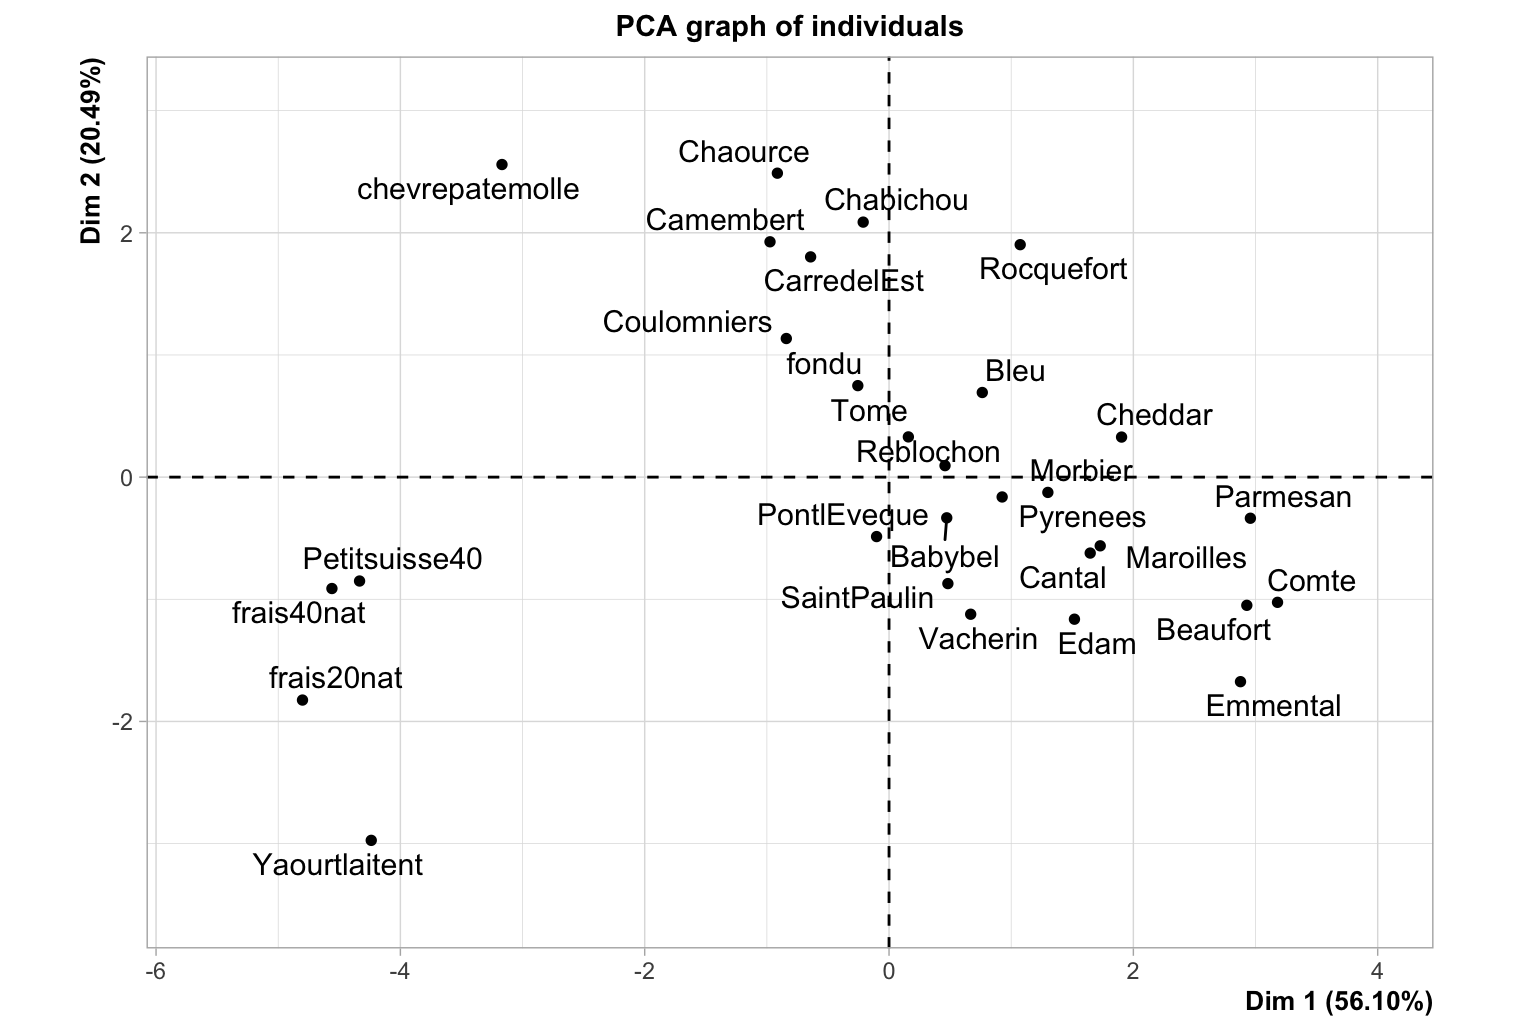 PCA graph of individuals
Dim 2 (20.49%)
Chaource
chevrepatemolle
Chabichou
Camembert
2
Rocquefort
CarredelEst
Coulomniers
fondu
Bleu
Tome
Cheddar
Reblochon
0
Morbier
Parmesan
PontlEveque
Pyrenees
Babybel
Maroilles
Petitsuisse40
Cantal
Comte
SaintPaulin
frais40nat
Beaufort
Vacherin
Edam
frais20nat
Emmental
-2
Yaourtlaitent
-6
-4
-2
0
2
4
Dim 1 (56.10%)